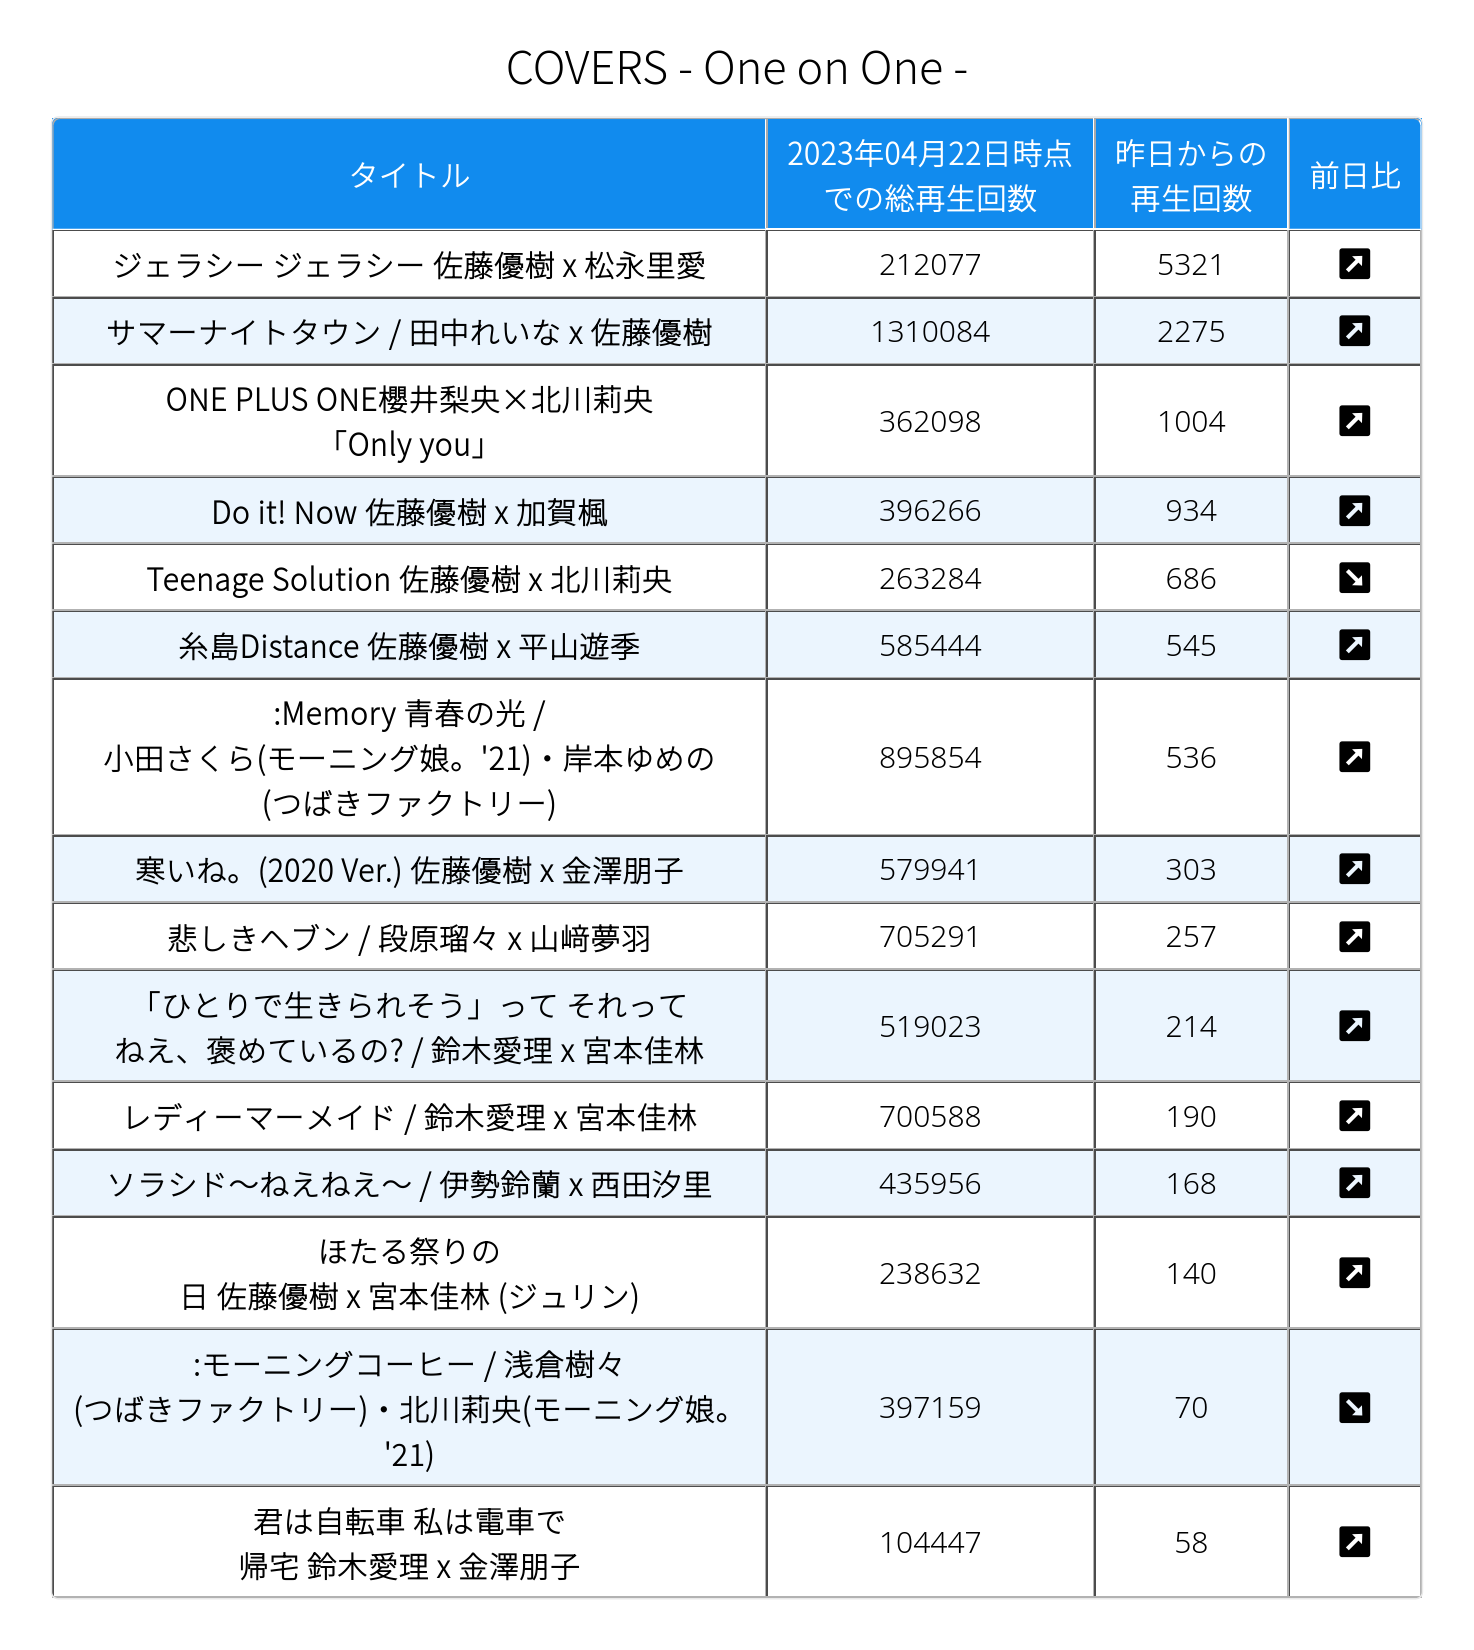 COVERS - One on One -
タイトル
2023年04月22日時点
での総再生回数
昨日からの
再生回数
前日比
ジェラシー ジェラシー 佐藤優樹 x 松永里愛
212077
5321
サマーナイトタウン / 田中れいな x 佐藤優樹
1310084
2275
ONE PLUS ONE櫻井梨央×北川莉央
「Only you」
362098
1004
Do it! Now 佐藤優樹 x 加賀楓
396266
934
Teenage Solution 佐藤優樹 x 北川莉央
263284
686
糸島Distance 佐藤優樹 x 平山遊季
585444
545
:Memory 青春の光 /
小田さくら(モーニング娘。'21)・岸本ゆめの
(つばきファクトリー)
895854
536
寒いね。(2020 Ver.) 佐藤優樹 x 金澤朋子
579941
303
悲しきヘブン / 段原瑠々 x 山﨑夢羽
705291
257
「ひとりで生きられそう」って それって
ねえ、褒めているの? / 鈴木愛理 x 宮本佳林
519023
214
レディーマーメイド / 鈴木愛理 x 宮本佳林
700588
190
ソラシド〜ねえねえ〜 / 伊勢鈴蘭 x 西田汐里
435956
168
ほたる祭りの
日 佐藤優樹 x 宮本佳林 (ジュリン)
238632
140
:モーニングコーヒー / 浅倉樹々
(つばきファクトリー)・北川莉央(モーニング娘。
'21)
397159
70
君は自転車 私は電車で
帰宅 鈴木愛理 x 金澤朋子
104447
58